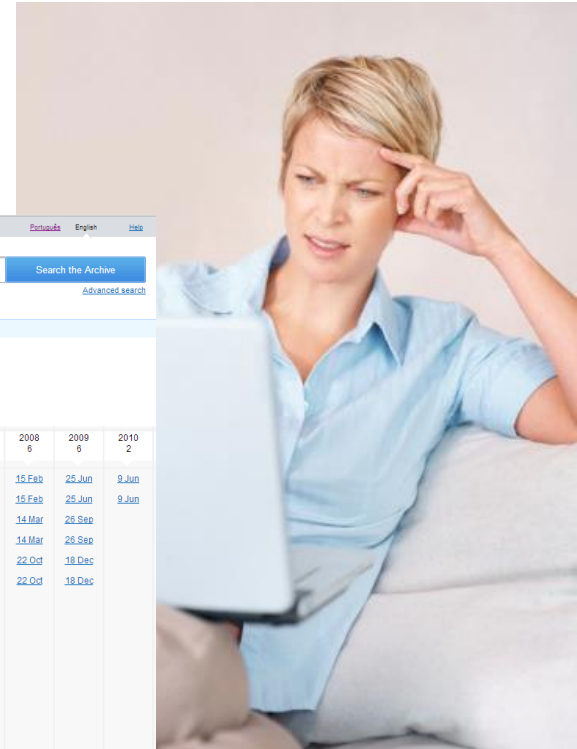 Português English Help
Search the Archive
Advanced search
2008 2009 2010
6 6 2
15 Feb 25 Jun 9 Jun
15 Feb 25 Jun 9 Jun
14 Mar 26 Sep
14 Mar 26 Sep
22 Oct 18 Dec
22 Oct 18 Dec